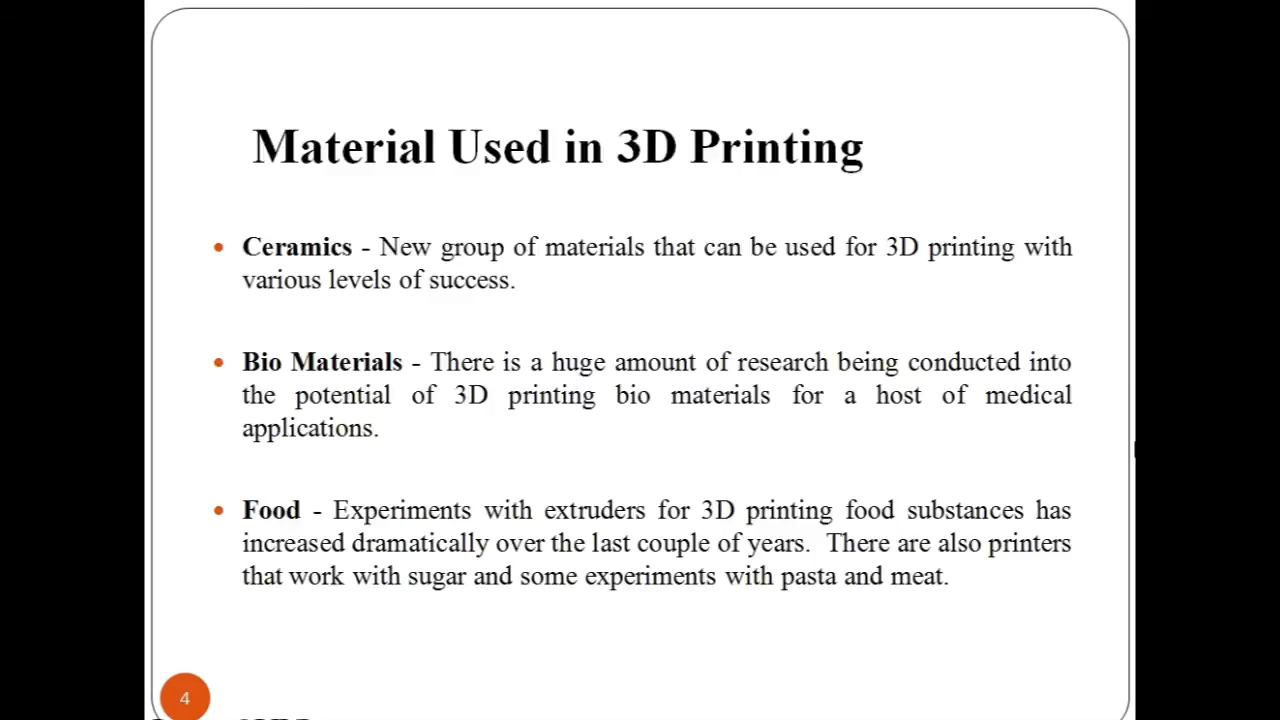 Material Used in 3D Printing
• Ceramics - New group of materials that can be used for 3D printing with
various levels of success.
• Bio Materials - There is a huge amount of research being conducted into
the potential of 3D printing bio materials for a host of medical
applications.
• Food - Experiments with extruders for 3D printing food substances has
increased dramatically over the last couple of years. There are also printers
that work with sugar and some experiments with pasta and meat.
4